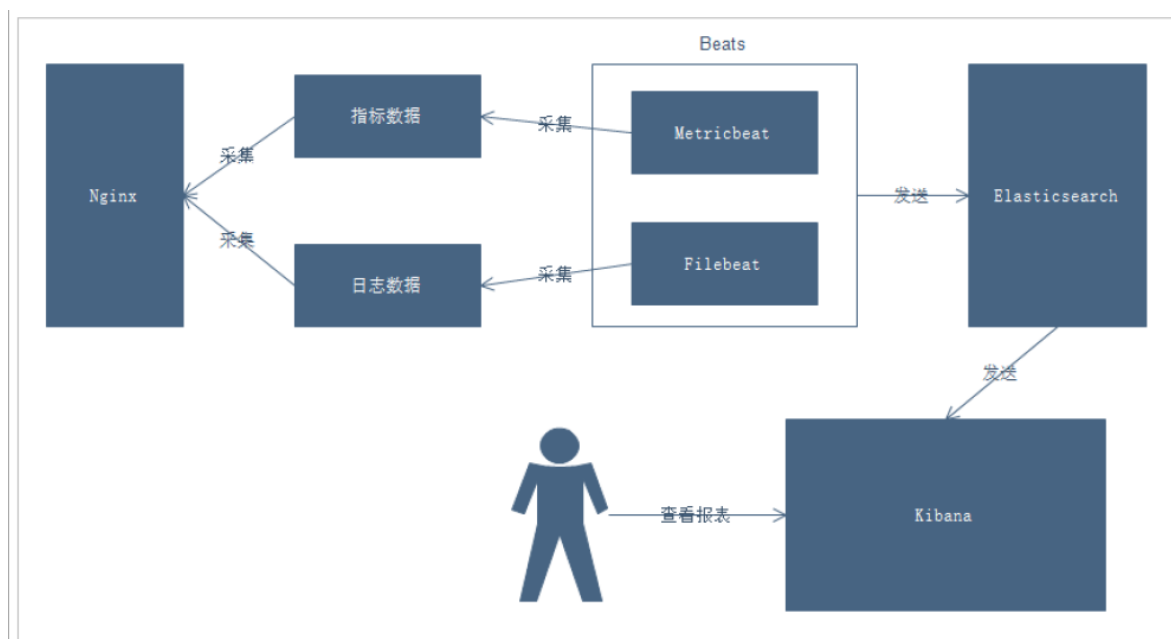 Beats
Nginx
指标数据
日志数据
采集
采集
采集
采集
Metricbeat
Filebeat
发送
Elasticsearch
发送
查看报表
Kibana